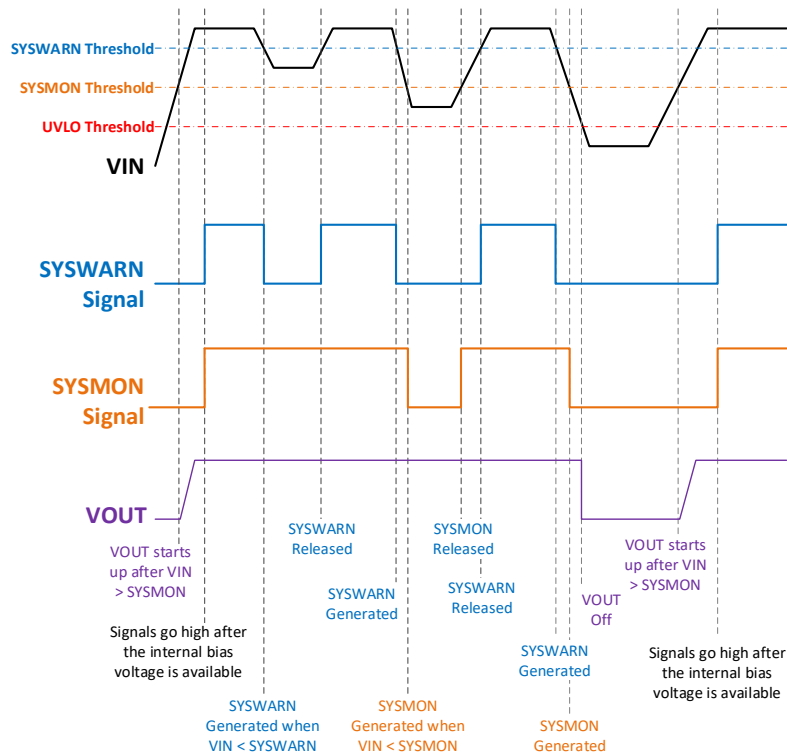 SYSWARN Threshold
SYSMON Threshold
UVLO Threshold
VIN
SYSWARN
Signal
SYSMON
Signal
VOUT
VOUT starts
up after VIN
> SYSMON
Signals go high after
the internal bias
voltage is available
SYSWARN
Generated when
VIN < SYSWARN
SYSWARN
Released
SYSWARN
Generated
SYSMON
Generated when
VIN < SYSMON
SYSMON
Released
SYSWARN
Released
SYSWARN
Generated
SYSMON
Generated
VOUT
Off
VOUT starts
up after VIN
> SYSMON
Signals go high after
the internal bias
voltage is available